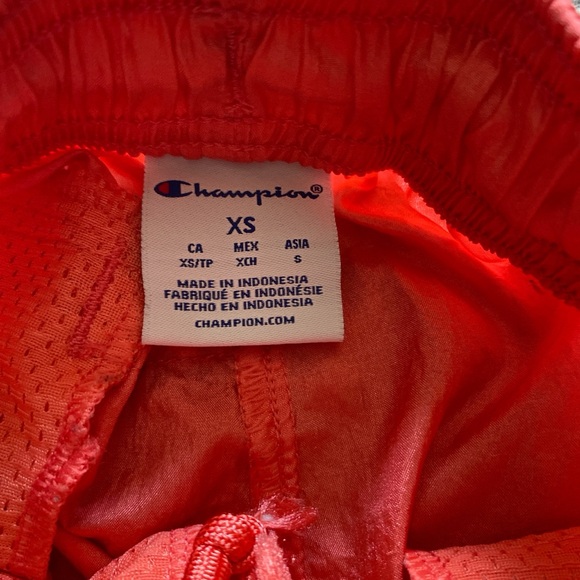 Champion®
XS
CA MEX ASIA
XS/TP XCH S
MADE IN INDONESIA
FABRIQUÉ EN INDONÉSIE
HECHO EN INDONESIA
CHAMPION.COM